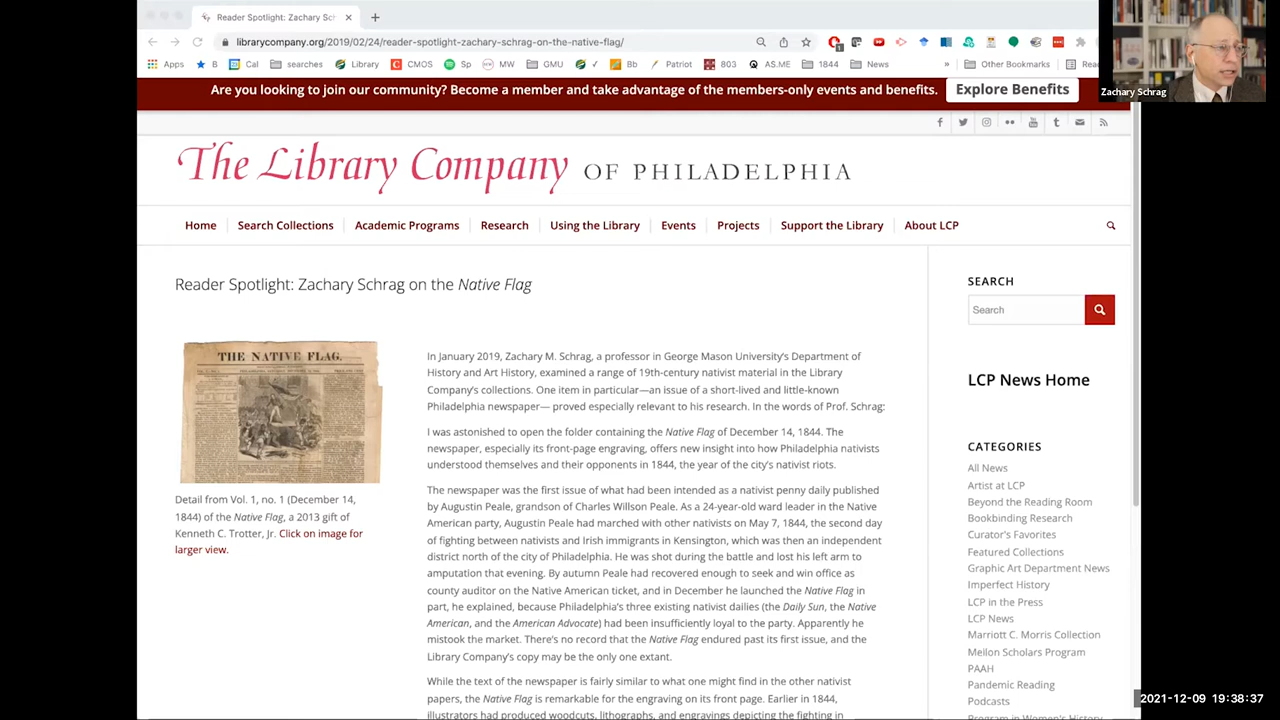 Reader Spotlight: Zachary Sch
librarycompany.org/2019/02/24/reader-spotlight-zachary-schrag-on-the-native-flag/
Apps B Cal searches Library CMOS Sp MW GMU Bb Patriot 803 AS.ME 1844 News » Other Bookmarks Rea
Zachary Schrag
Are you looking to join our community? Become a member and take advantage of the members-only events and benefits. Explore Benefits
The Library Company OF PHILADELPHIA
Home Search Collections Academic Programs Research Using the Library Events Projects Support the Library About LCP
Reader Spotlight: Zachary Schrag on the Native Flag
THE NATIVE FLAG.
Detail from Vol. 1, no. 1 (December 14,
1844) of the Native Flag, a 2013 gift of
Kenneth C. Trotter, Jr. Click on image for
larger view.
In January 2019, Zachary M. Schrag, a professor in George Mason University's Department of
History and Art History, examined a range of 19th-century nativist material in the Library
Company's collections. One item in particular—an issue of a short-lived and little-known
Philadelphia newspaper— proved especially relevant to his research. In the words of Prof. Schrag:
I was astonished to open the folder containing the Native Flag of December 14, 1844. The
newspaper, especially its front-page engraving, offers new insight into how Philadelphia nativists
understood themselves and their opponents in 1844, the year of the city's nativist riots.
The newspaper was the first issue of what had been intended as a nativist penny daily published
by Augustin Peale, grandson of Charles Willson Peale. As a 24-year-old ward leader in the Native
American party, Augustin Peale had marched with other nativists on May 7, 1844, the second day
of fighting between nativists and Irish immigrants in Kensington, which was then an independent
district north of the city of Philadelphia. He was shot during the battle and lost his left arm to
amputation that evening. By autumn Peale had recovered enough to seek and win office as
county auditor on the Native American ticket, and in December he launched the Native Flag in
part, he explained, because Philadelphia's three existing nativist dailies (the Daily Sun, the Native
American, and the American Advocate) had been insufficiently loyal to the party. Apparently he
mistook the market. There's no record that the Native Flag endured past its first issue, and the
Library Company's copy may be the only one extant.
While the text of the newspaper is fairly similar to what one might find in the other nativist
papers, the Native Flag is remarkable for the engraving on its front page. Earlier in 1844,
illustrators had produced woodcuts, lithographs, and engravings depicting the fighting in
SEARCH
Search
LCP News Home
CATEGORIES
All News
Artist at LCP
Beyond the Reading Room
Bookbinding Research
Curator's Favorites
Featured Collections
Graphic Art Department News
Imperfect History
LCP in the Press
LCP News
Marriott C. Morris Collection
Mellon Scholars Program
PAAH
Pandemic Reading
Podcasts
Program in Women's History
2021-12-09 19:38:37